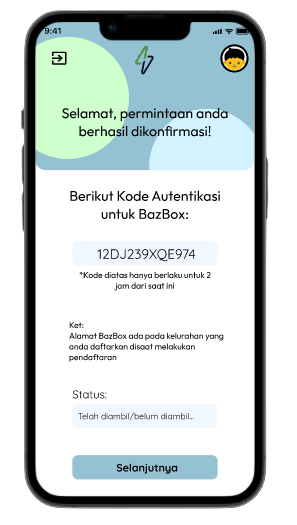 9:41
Selamat, permintaan anda
berhasil dikonfirmasi!
Berikut Kode Autentikasi
untuk BazBox:
12DJ239XQE974
*Kode diatas hanya berlaku untuk 2
jam dari saat ini
Ket:
Alamat BazBox ada pada kelurahan yang
anda daftarkan disaat melakukan
pendaftaran
Status:
Telah diambil/belum diambil...
Selanjutnya